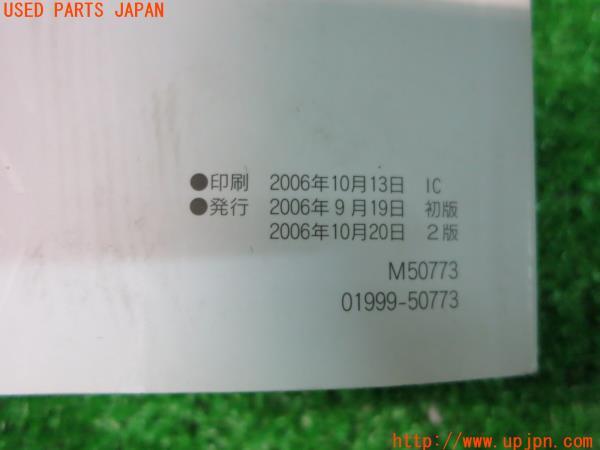 USED PARTS JAPAN
●印刷 2006年10月13日 IC
●発行 2006年9月19日 初版
2006年10月20日 2版
M50773
01999-50773
http://www.upjpn.com/